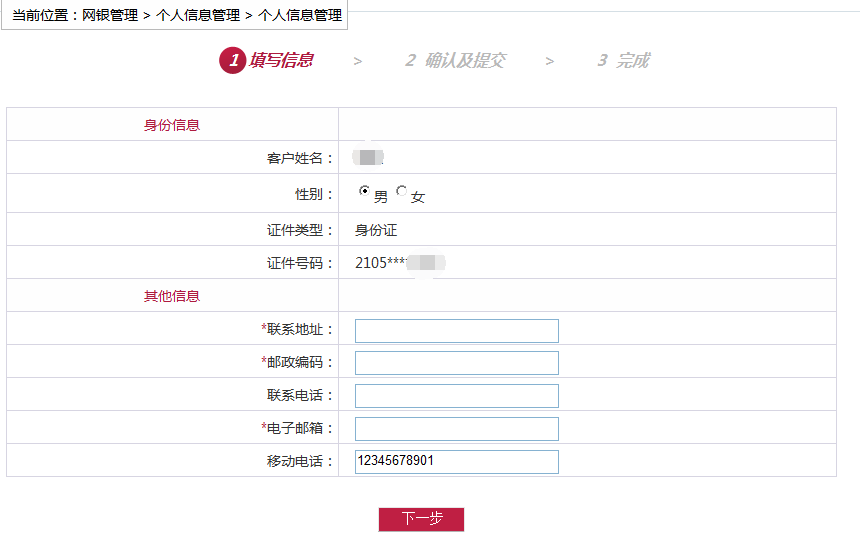 当前位置：网银管理 > 个人信息管理 > 个人信息管理
1 填写信息 > 2 确认及提交 > 3 完成
身份信息
客户姓名：
性别： 男 女
证件类型： 身份证
证件号码： 2105***
其他信息
*联系地址：
*邮政编码：
联系电话：
*电子邮箱：
移动电话： 12345678901
下一步